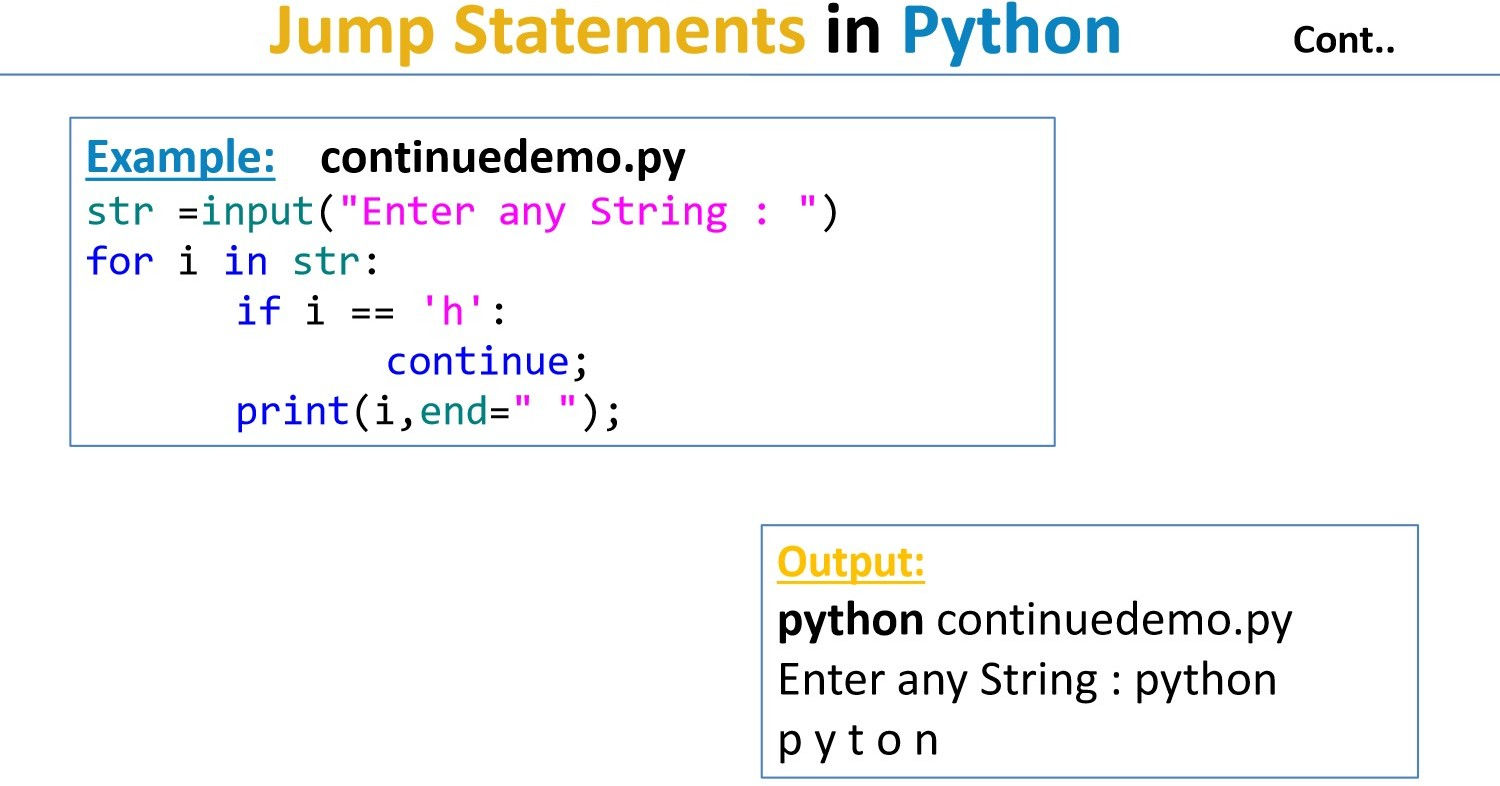 Jump Statements in Python Cont..
Example: continuedemo.py
str =input("Enter any String : ")
for i in str:
if i == 'h':
continue;
print(i,end=" ");
Output:
python continuedemo.py
Enter any String : python
p y t o n